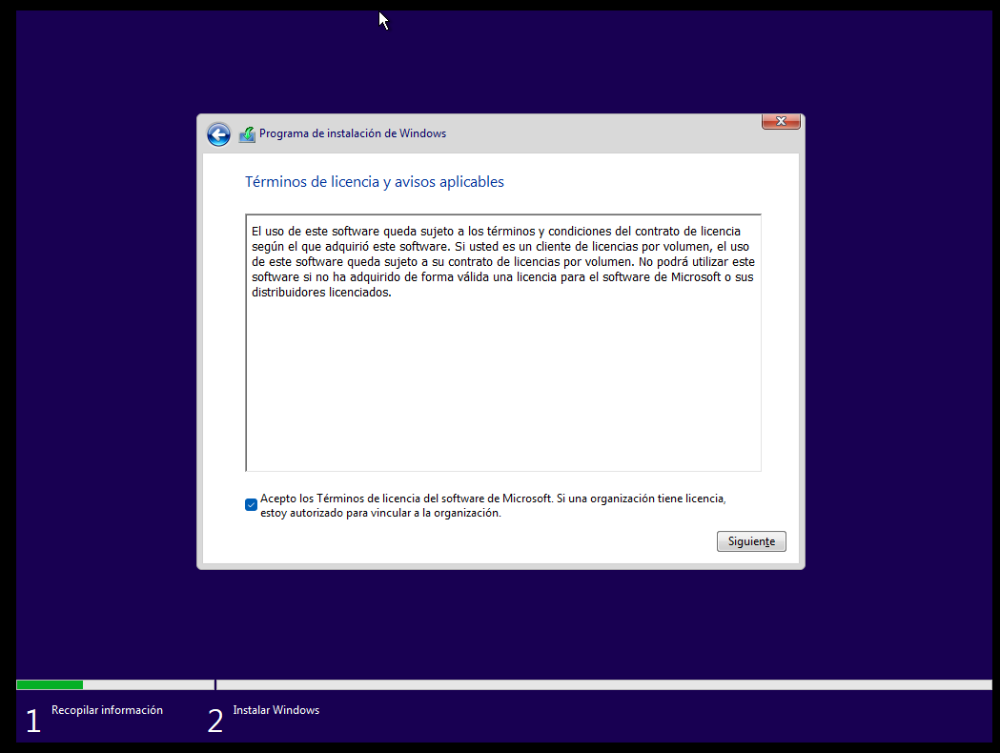 Programa de instalación de Windows
Términos de licencia y avisos aplicables
El uso de este software queda sujeto a los términos y condiciones del contrato de licencia
según el que adquirió este software. Si usted es un cliente de licencias por volumen, el uso
de este software queda sujeto a su contrato de licencias por volumen. No podrá utilizar este
software si no ha adquirido de forma válida una licencia para el software de Microsoft o sus
distribuidores licenciados.
Acepto los Términos de licencia del software de Microsoft. Si una organización tiene licencia,
estoy autorizado para vincular a la organización.
Siguiente
1 Recopilar información
2 Instalar Windows